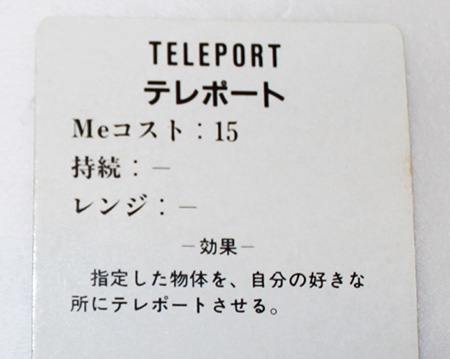 TELEPORT
テレポート
Meコスト：15
持続：－
レンジ：－
－効果－
指定した物体を、自分の好きな
所にテレポートさせる。